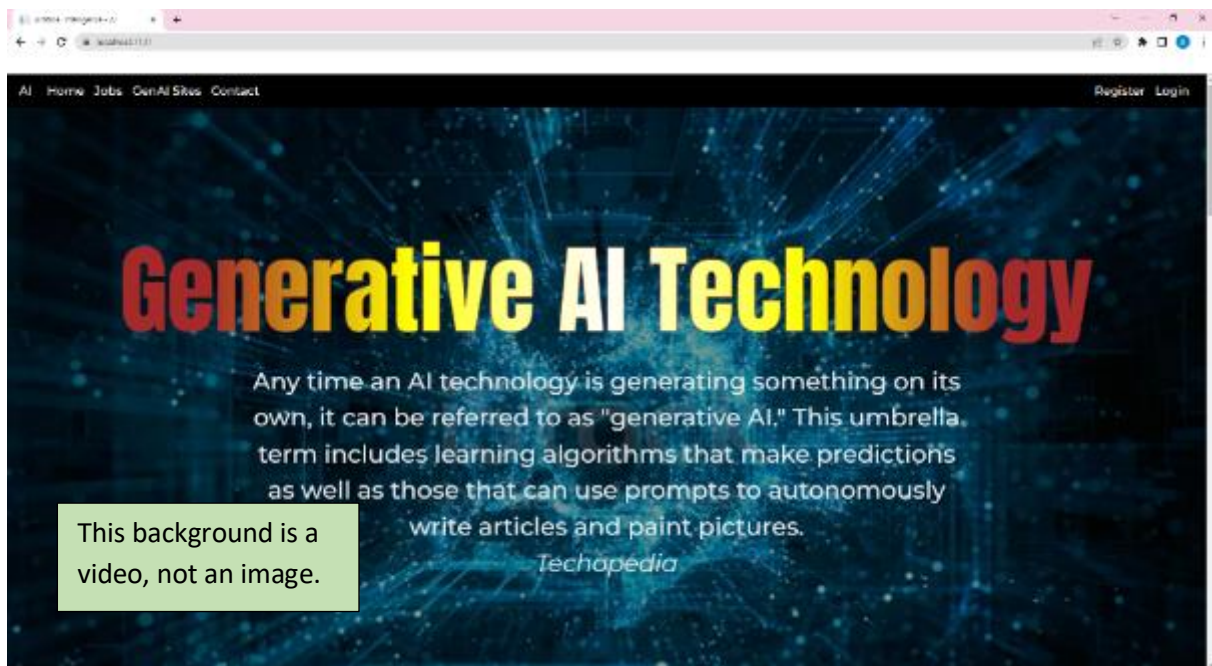 AI Home Jobs GenAI Sites Contact
Register Login
Generative AI Technology
Any time an AI technology is generating something on its
own, it can be referred to as "generative AI." This umbrella
term includes learning algorithms that make predictions
as well as those that can use prompts to autonomously
write articles and paint pictures.
Techopedia
This background is a
video, not an image.